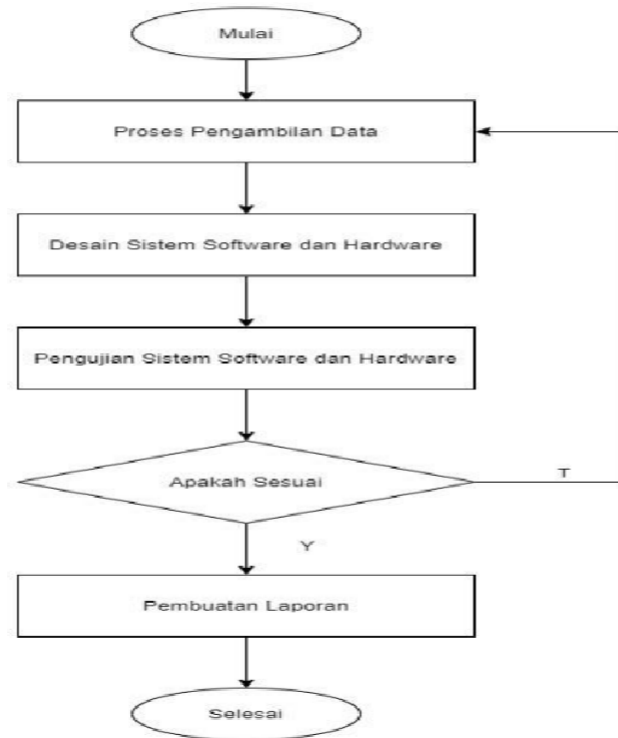 Mulai
Proses Pengambilan Data
Desain Sistem Software dan Hardware
Pengujian Sistem Software dan Hardware
Apakah Sesuai
T
Y
Pembuatan Laporan
Selesai